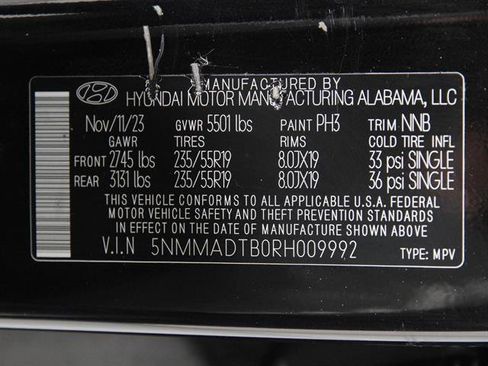 MANUFACTURED BY
HYUNDAI MOTOR MANUFACTURING ALABAMA, LLC
Nov/11/23 GVWR 5501 lbs PAINT PH3 TRIM NNB
GAWR TIRES RIMS COLD TIRE INFL
FRONT 2745 lbs 235/55R19 8.0JX19 33 psi SINGLE
REAR 3131 lbs 235/55R19 8.0JX19 36 psi SINGLE
THIS VEHICLE CONFORMS TO ALL APPLICABLE U.S.A. FEDERAL
MOTOR VEHICLE SAFETY AND THEFT PREVENTION STANDARDS
IN EFFECT ON THE DATE OF MANUFACTURE SHOWN ABOVE
V.I.N 5NMMADTB0RH009992 TYPE: MPV